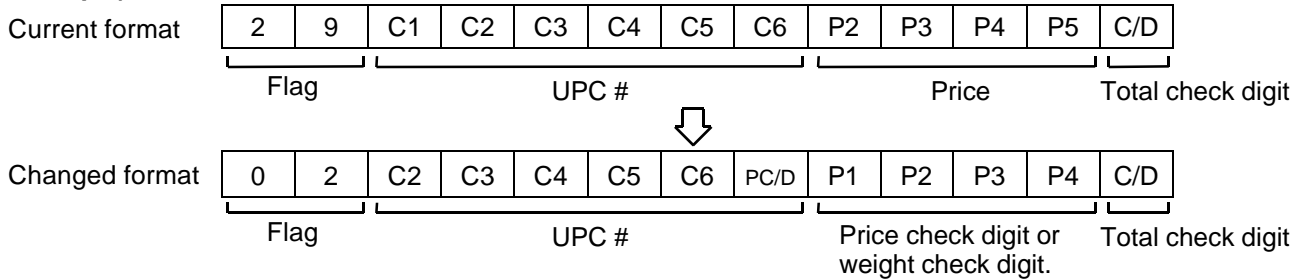 Current format 2 9 C1 C2 C3 C4 C5 C6 P2 P3 P4 P5 C/D
Flag UPC # Price Total check digit
Changed format 0 2 C2 C3 C4 C5 C6 PC/D P1 P2 P3 P4 C/D
Flag UPC # Price check digit or Total check digit
weight check digit.